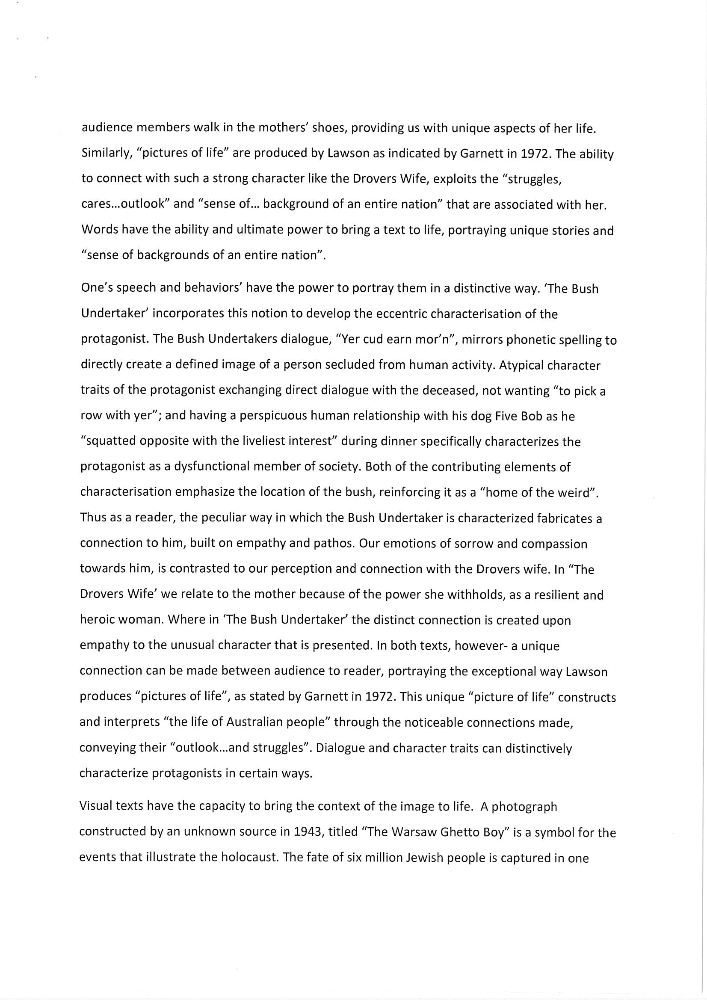 audience members walk in the mothers’ shoes, providing us with unique aspects of her life.
Similarly, “pictures of life” are produced by Lawson as indicated by Garnett in 1972. The ability
to connect with such a strong character like the Drovers Wife, exploits the “struggles,
cares...outlook” and “sense of... background of an entire nation” that are associated with her.
Words have the ability and ultimate power to bring a text to life, portraying unique stories and
“sense of backgrounds of an entire nation”.
One’s speech and behaviors’ have the power to portray them in a distinctive way. ‘The Bush
Undertaker’ incorporates this notion to develop the eccentric characterisation of the
protagonist. The Bush Undertakers dialogue, “Yer cud earn mor’n”, mirrors phonetic spelling to
directly create a defined image of a person secluded from human activity. Atypical character
traits of the protagonist exchanging direct dialogue with the deceased, not wanting “to pick a
row with yer”; and having a perspicuous human relationship with his dog Five Bob as he
“squatted opposite with the liveliest interest” during dinner specifically characterizes the
protagonist as a dysfunctional member of society. Both of the contributing elements of
characterisation emphasize the location of the bush, reinforcing it as a “home of the weird”.
Thus as a reader, the peculiar way in which the Bush Undertaker is characterized fabricates a
connection to him, built on empathy and pathos. Our emotions of sorrow and compassion
towards him, is contrasted to our perception and connection with the Drovers wife. In “The
Drovers Wife’ we relate to the mother because of the power she withholds, as a resilient and
heroic woman. Where in ‘The Bush Undertaker’ the distinct connection is created upon
empathy to the unusual character that is presented. In both texts, however- a unique
connection can be made between audience to reader, portraying the exceptional way Lawson
produces “pictures of life”, as stated by Garnett in 1972. This unique “picture of life” constructs
and interprets “the life of Australian people” through the noticeable connections made,
conveying their “outlook...and struggles”. Dialogue and character traits can distinctively
characterize protagonists in certain ways.
Visual texts have the capacity to bring the context of the image to life.  A photograph
constructed by an unknown source in 1943, titled “The Warsaw Ghetto Boy” is a symbol for the
events that illustrate the holocaust. The fate of six million Jewish people is captured in one